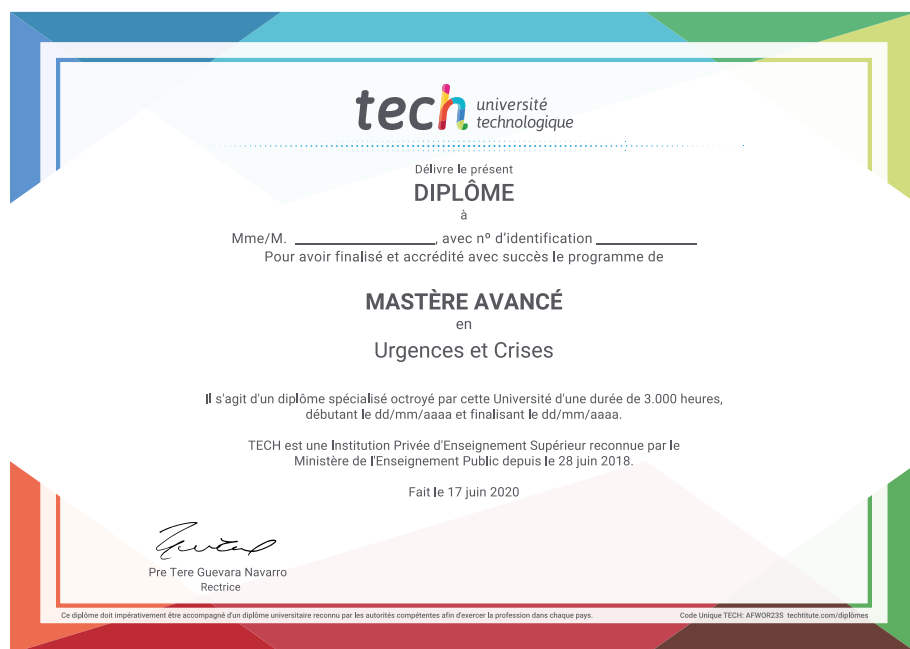 tech université
technologique
Délivre le présent
DIPLÔME
à
Mme/M. ____________, avec nº d'identification ____________
Pour avoir finalisé et accrédité avec succès le programme de
MASTÈRE AVANCÉ
en
Urgences et Crises
Il s'agit d'un diplôme spécialisé octroyé par cette Université d'une durée de 3.000 heures,
débutant le dd/mm/aaaa et finalisant le dd/mm/aaaa.
TECH est une Institution Privée d'Enseignement Supérieur reconnue par le
Ministère de l'Enseignement Public depuis le 28 juin 2018.
Fait le 17 juin 2020
Pre Tere Guevara Navarro
Rectrice
Ce diplôme doit impérativement être accompagné d'un diplôme universitaire reconnu par les autorités compétentes afin d'exercer la profession dans chaque pays.
Code Unique TECH: AFWOR23S techtitute.com/diplômes